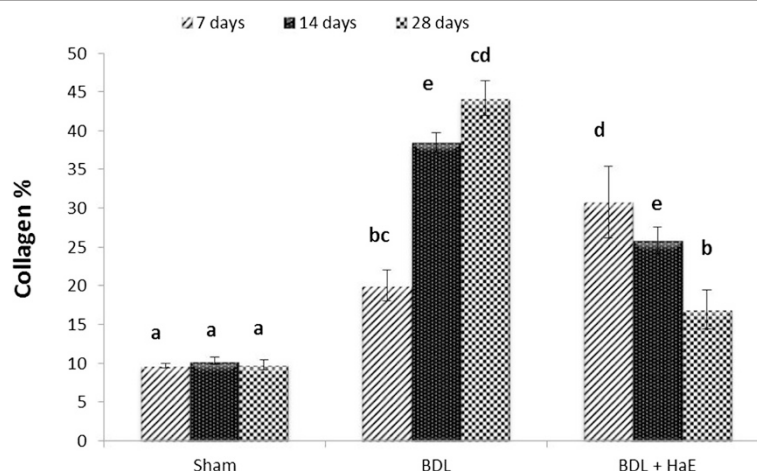 7 days 14 days 28 days
Collagen %
50
45
40
35
30
25
20
15
10
5
0
a a a
bc e cd
d e b
Sham BDL BDL + HaE